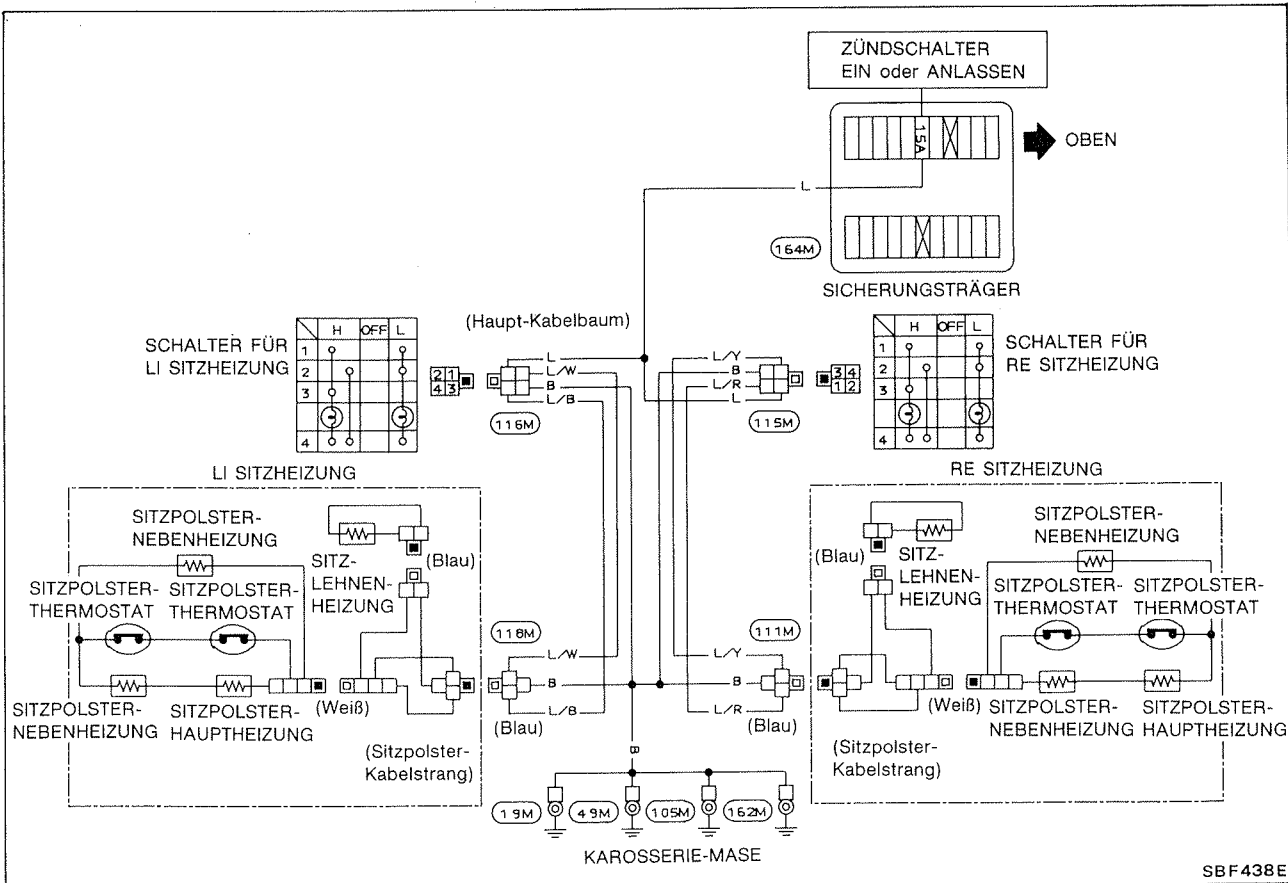 ZÜNDSCHALTER
EIN oder ANLASSEN
15A
OBEN
L
164M
SICHERUNGSTRÄGER
(Haupt-Kabelbaum)
SCHALTER FÜR
LI SITZHEIZUNG
H OFF L
1
2
3
4
2 1
4 3
L
L/W
B
L/B
116M
L/Y
B
L/R
L
115M
3 4
1 2
H OFF L
1
2
3
4
SCHALTER FÜR
RE SITZHEIZUNG
LI SITZHEIZUNG
RE SITZHEIZUNG
SITZPOLSTER-
NEBENHEIZUNG
SITZ-
LEHNEN-
HEIZUNG
(Blau)
SITZPOLSTER-
THERMOSTAT
SITZPOLSTER-
THERMOSTAT
SITZPOLSTER-
NEBENHEIZUNG
SITZPOLSTER-
HAUPTHEIZUNG
(Weiß)
(Sitzpolster-
Kabelstrang)
118M
L/W
B
L/B
(Blau)
111M
L/Y
B
L/R
(Blau)
(Blau)
SITZ-
LEHNEN-
HEIZUNG
SITZPOLSTER-
NEBENHEIZUNG
SITZPOLSTER-
THERMOSTAT
SITZPOLSTER-
THERMOSTAT
(Weiß)
SITZPOLSTER-
NEBENHEIZUNG
SITZPOLSTER-
HAUPTHEIZUNG
(Sitzpolster-
Kabelstrang)
B
19M
49M
105M
162M
KAROSSERIE-MASE
SBF438E